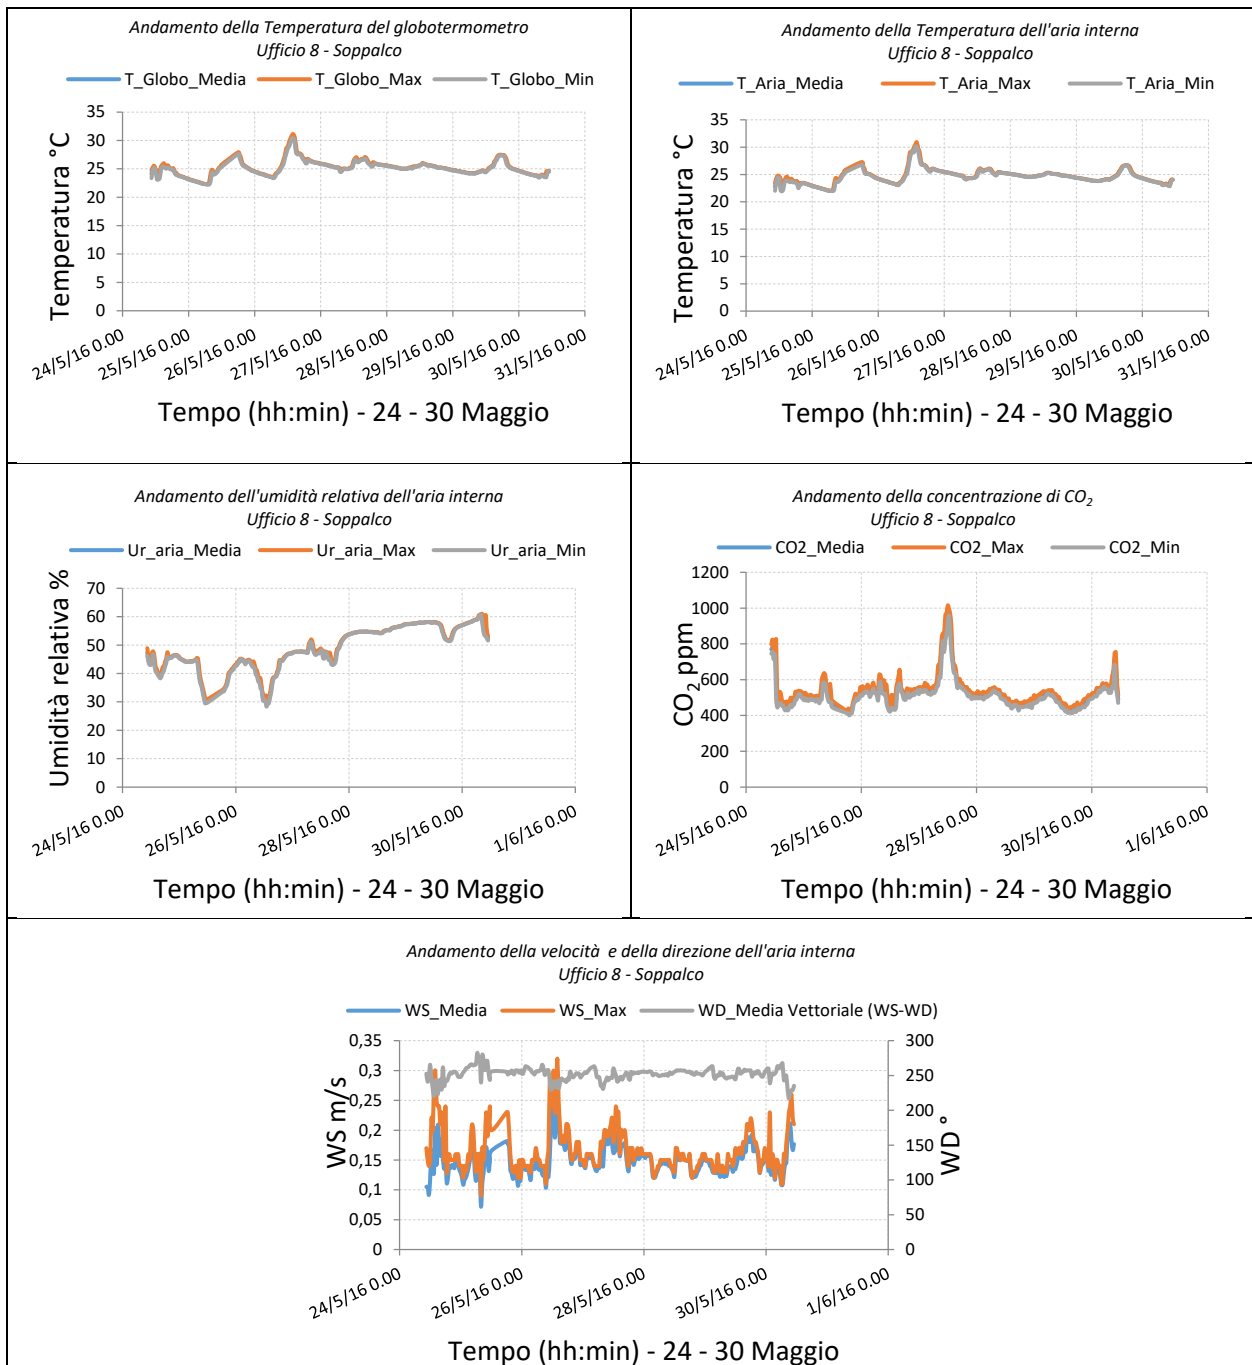 Andamento della Temperatura del globotermometro
Ufficio 8 - Soppalco
T_Globo_Media T_Globo_Max T_Globo_Min
35
30
25
20
15
10
5
0
Temperatura °C
24/5/16 0.00 25/5/16 0.00 26/5/16 0.00 27/5/16 0.00 28/5/16 0.00 29/5/16 0.00 30/5/16 0.00 31/5/16 0.00
Tempo (hh:min) - 24 - 30 Maggio
Andamento della Temperatura dell'aria interna
Ufficio 8 - Soppalco
T_Aria_Media T_Aria_Max T_Aria_Min
35
30
25
20
15
10
5
0
Temperatura °C
24/5/16 0.00 25/5/16 0.00 26/5/16 0.00 27/5/16 0.00 28/5/16 0.00 29/5/16 0.00 30/5/16 0.00 31/5/16 0.00
Tempo (hh:min) - 24 - 30 Maggio
Andamento dell'umidità relativa dell'aria interna
Ufficio 8 - Soppalco
Ur_aria_Media Ur_aria_Max Ur_aria_Min
70
60
50
40
30
20
10
0
Umidità relativa %
24/5/16 0.00 26/5/16 0.00 28/5/16 0.00 30/5/16 0.00 1/6/16 0.00
Tempo (hh:min) - 24 - 30 Maggio
Andamento della concentrazione di CO₂
Ufficio 8 - Soppalco
CO2_Media CO2_Max CO2_Min
1200
1000
800
600
400
200
0
CO₂ ppm
24/5/16 0.00 26/5/16 0.00 28/5/16 0.00 30/5/16 0.00 1/6/16 0.00
Tempo (hh:min) - 24 - 30 Maggio
Andamento della velocità e della direzione dell'aria interna
Ufficio 8 - Soppalco
WS_Media WS_Max WD_Media Vettoriale (WS-WD)
0,35
0,3
0,25
0,2
0,15
0,1
0,05
0
WS m/s
300
250
200
150
100
50
0
WD °
24/5/16 0.00 26/5/16 0.00 28/5/16 0.00 30/5/16 0.00 1/6/16 0.00
Tempo (hh:min) - 24 - 30 Maggio